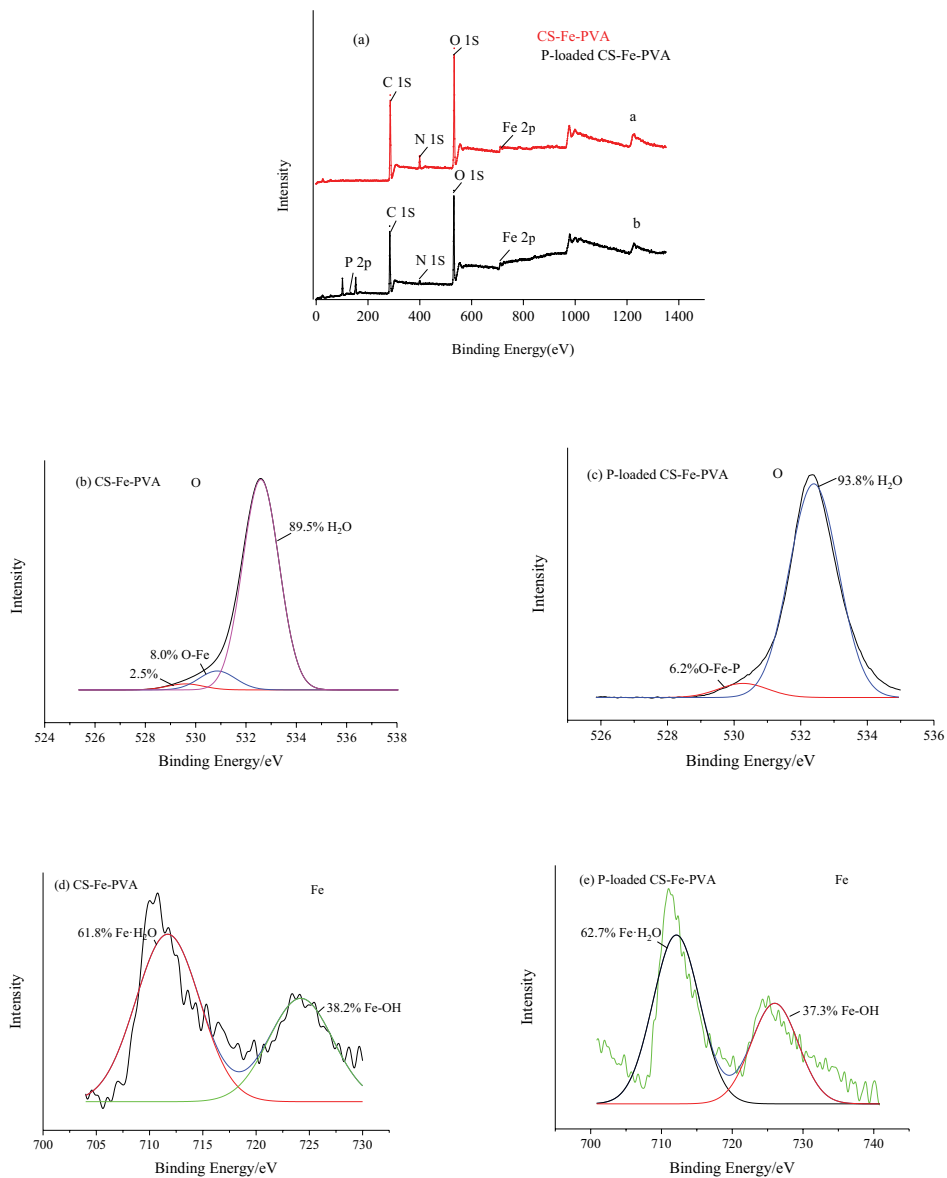 (a)
CS-Fe-PVA
P-loaded CS-Fe-PVA
O 1S
C 1S
N 1S
Fe 2p
a
O 1S
C 1S
N 1S
Fe 2p
b
P 2p
Intensity
0 200 400 600 800 1000 1200 1400
Binding Energy(eV)
(b) CS-Fe-PVA O
89.5% H₂O
8.0% O-Fe
2.5%
Intensity
524 526 528 530 532 534 536 538
Binding Energy/eV
(c) P-loaded CS-Fe-PVA O
93.8% H₂O
6.2%O-Fe-P
Intensity
526 528 530 532 534 536
Binding Energy/eV
(d) CS-Fe-PVA Fe
61.8% Fe·H₂O
38.2% Fe-OH
Intensity
700 705 710 715 720 725 730
Binding Energy/eV
(e) P-loaded CS-Fe-PVA Fe
62.7% Fe·H₂O
37.3% Fe-OH
Intensity
700 710 720 730 740
Binding Energy/eV